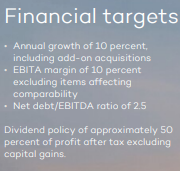 Financial targets
• Annual growth of 10 percent,
including add-on acquisitions
• EBITA margin of 10 percent
excluding items affecting
comparability
• Net debt/EBITDA ratio of 2.5
Dividend policy of approximately 50
percent of profit after tax excluding
capital gains.